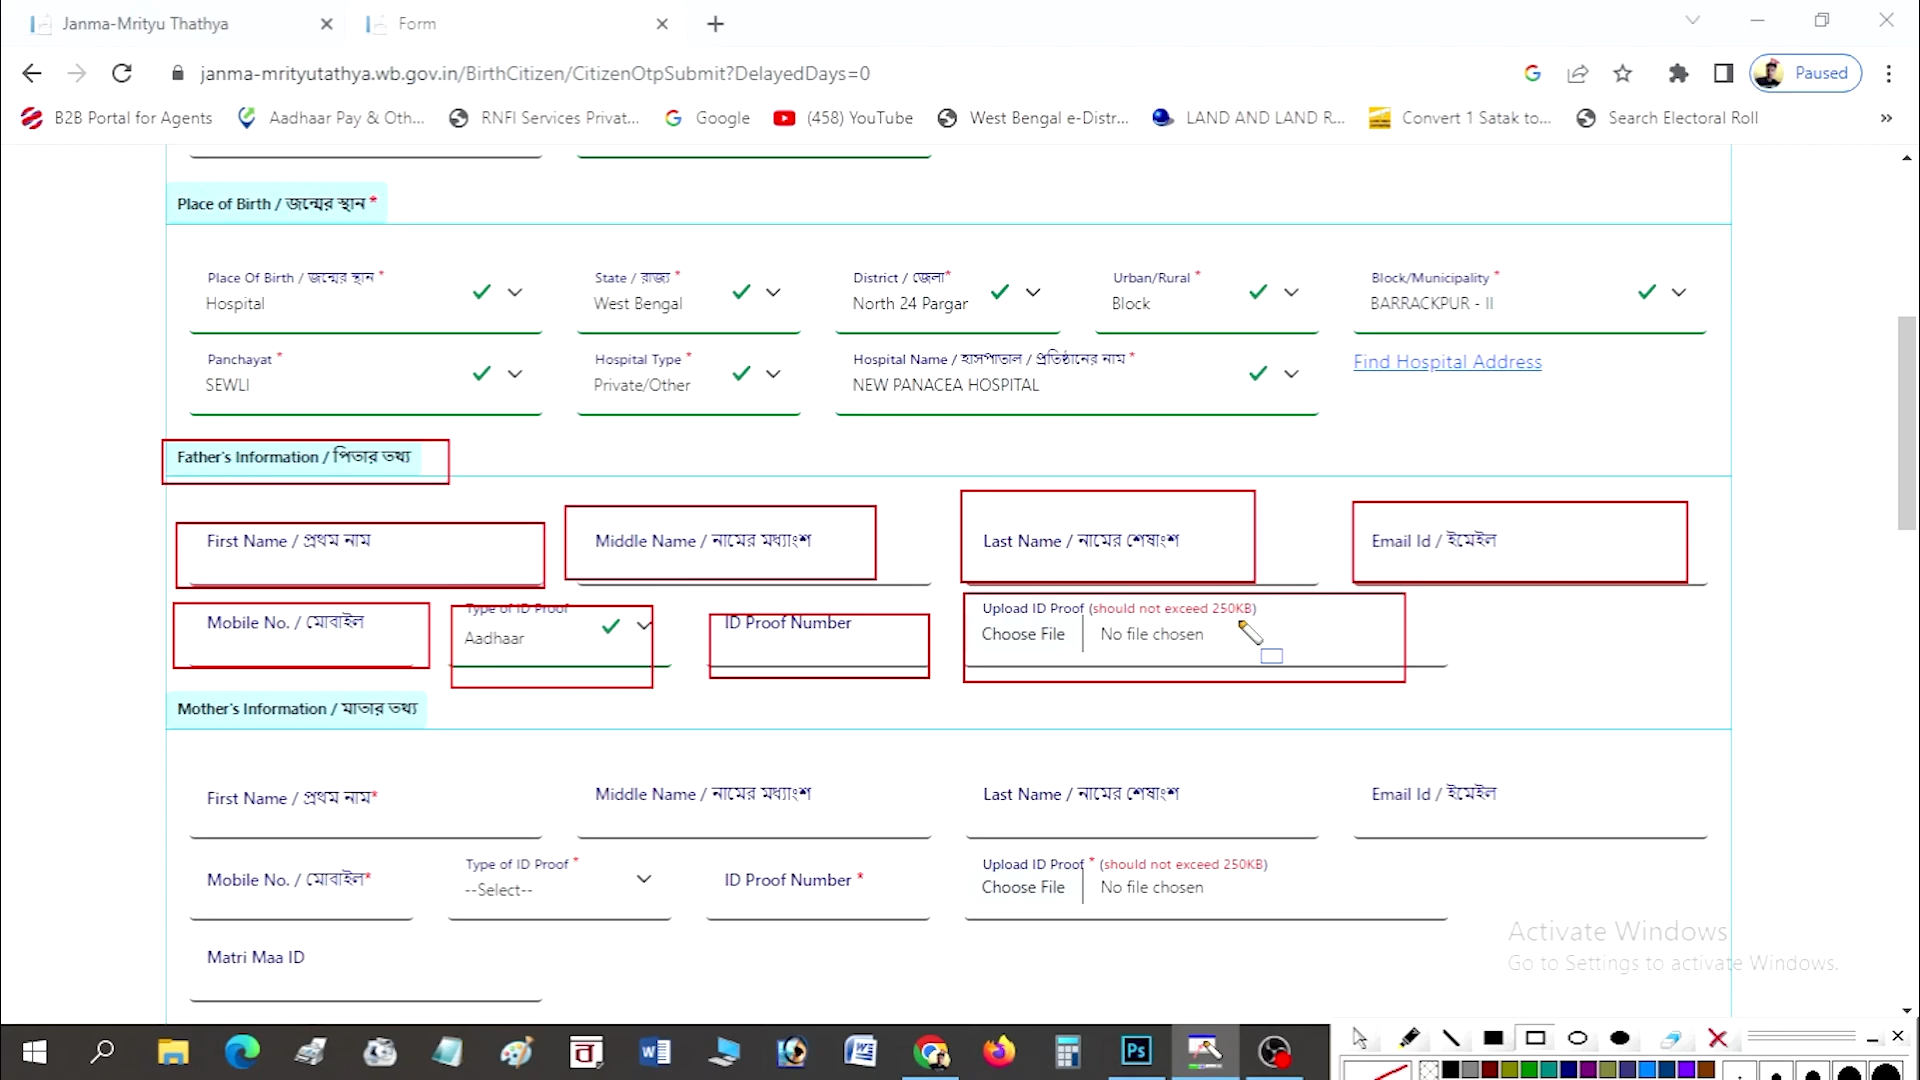 Janma-Mrityu Thathya
Form
janma-mrityutathya.wb.gov.in/BirthCitizen/CitizenOtpSubmit?DelayedDays=0
Paused
B2B Portal for Agents
Aadhaar Pay & Oth...
RNFI Services Privat...
Google
(458) YouTube
West Bengal e-Distr...
LAND AND LAND R...
Convert 1 Satak to...
Search Electoral Roll
»
Place of Birth / জন্মের স্থান *
Place Of Birth / জন্মের স্থান *
State / রাজ্য *
District / জেলা*
Urban/Rural *
Block/Municipality *
Hospital
West Bengal
North 24 Pargar
Block
BARRACKPUR - II
Panchayat *
Hospital Type *
Hospital Name / হাসপাতাল / প্রতিষ্ঠানের নাম *
Find Hospital Address
SEWLI
Private/Other
NEW PANACEA HOSPITAL
Father's Information / পিতার তথ্য
First Name / প্রথম নাম
Middle Name / নামের মধ্যাংশ
Last Name / নামের শেষাংশ
Email Id / ইমেইল
Mobile No. / মোবাইল
Type of ID Proof
Aadhaar
ID Proof Number
Upload ID Proof (should not exceed 250KB)
Choose File
No file chosen
Mother's Information / মাতার তথ্য
First Name / প্রথম নাম*
Middle Name / নামের মধ্যাংশ
Last Name / নামের শেষাংশ
Email Id / ইমেইল
Mobile No. / মোবাইল*
Type of ID Proof *
--Select--
ID Proof Number *
Upload ID Proof * (should not exceed 250KB)
Choose File
No file chosen
Matri Maa ID
Activate Windows
Go to Settings to activate Windows.
Ps